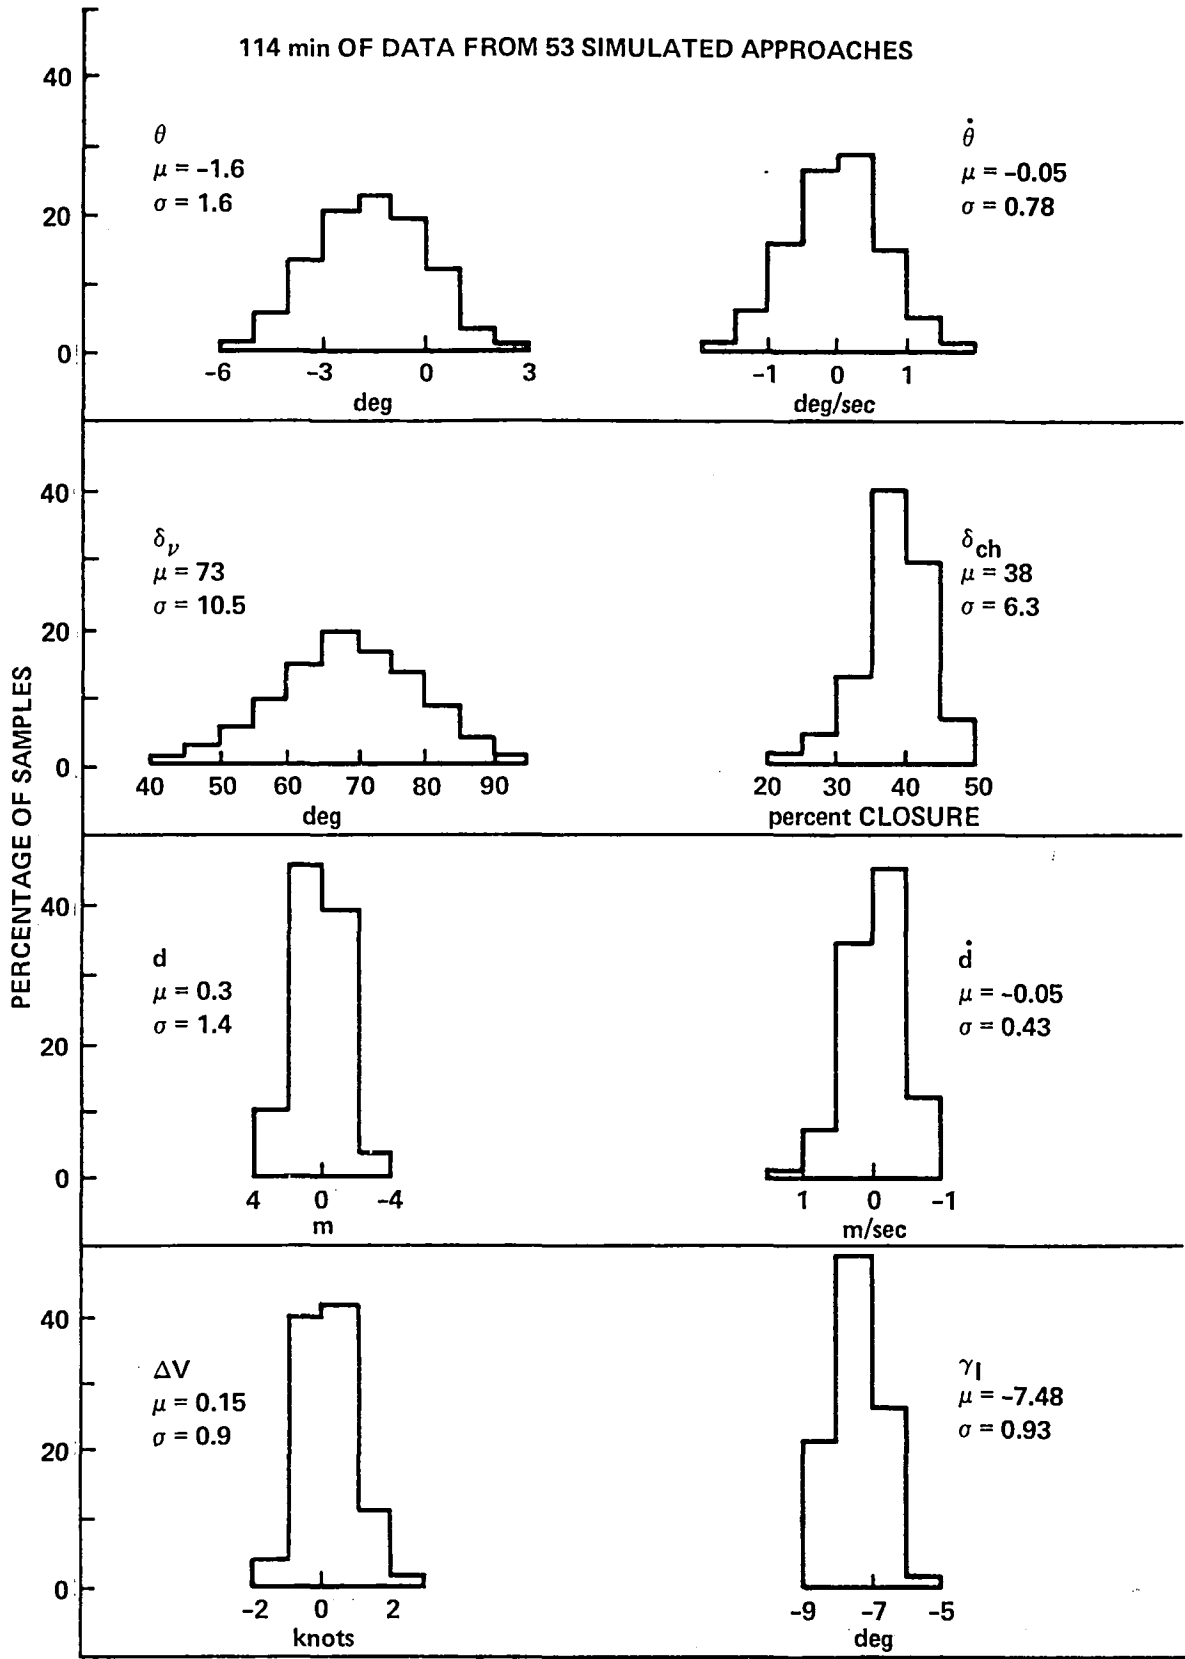 114 min OF DATA FROM 53 SIMULATED APPROACHES
PERCENTAGE OF SAMPLES
40
20
0
θ
μ = -1.6
σ = 1.6
-6 -3 0 3
deg
θ̇
μ = -0.05
σ = 0.78
-1 0 1
deg/sec
40
20
0
δν
μ = 73
σ = 10.5
40 50 60 70 80 90
deg
δch
μ = 38
σ = 6.3
20 30 40 50
percent CLOSURE
40
20
0
d
μ = 0.3
σ = 1.4
4 0 -4
m
ḋ
μ = -0.05
σ = 0.43
1 0 -1
m/sec
40
20
0
ΔV
μ = 0.15
σ = 0.9
-2 0 2
knots
γI
μ = -7.48
σ = 0.93
-9 -7 -5
deg